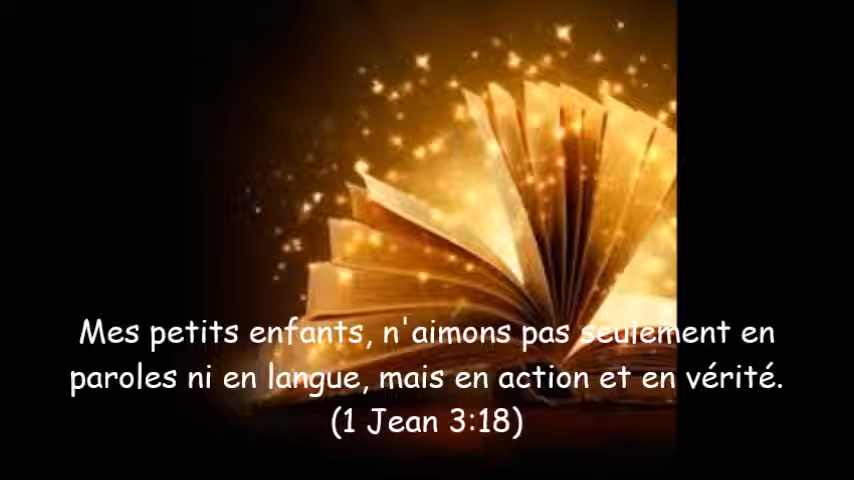 Mes petits enfants, n'aimons pas seulement en
paroles ni en langue, mais en action et en vérité.
(1 Jean 3:18)